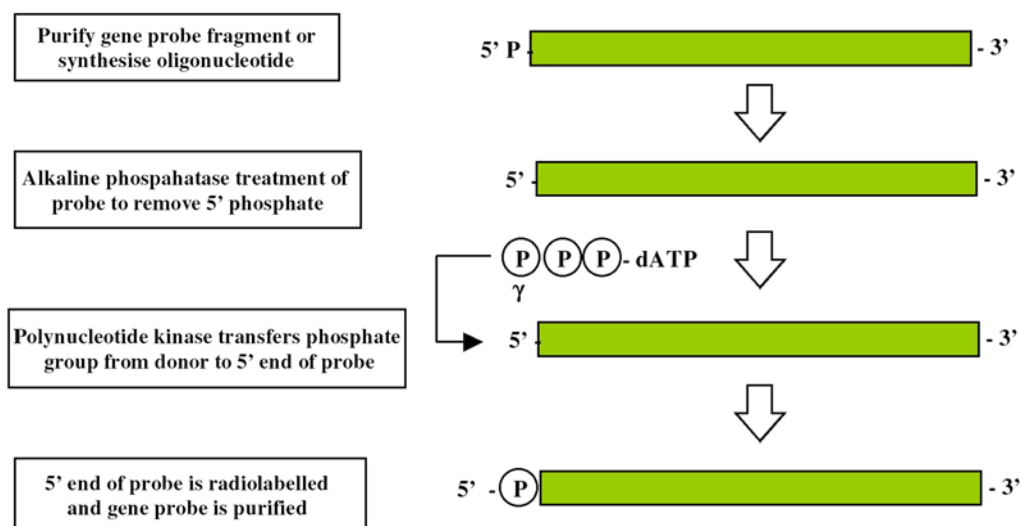 Purify gene probe fragment or
synthesise oligonucleotide
5’ P
- 3’
Alkaline phospahatase treatment of
probe to remove 5’ phosphate
5’ -
- 3’
P P P - dATP
γ
Polynucleotide kinase transfers phosphate
group from donor to 5’ end of probe
5’ -
- 3’
5’ end of probe is radiolabelled
and gene probe is purified
5’ - P
- 3’